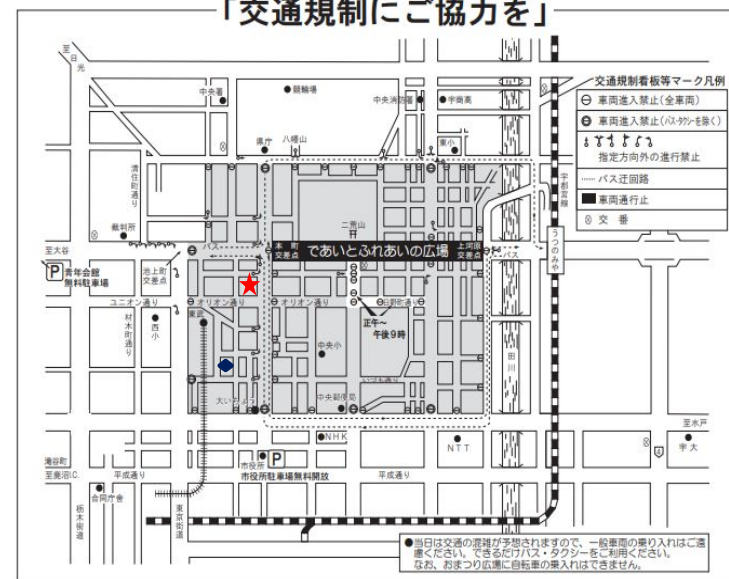 「交通規制にご協力を」
至日光
中央署
競輪場
中央消防署
宇商高
交通規制看板等マーク凡例
車両進入禁止(全車両)
車両進入禁止(バス・タクシーを除く)
指定方向外の進行禁止
バス迂回路
車両通行止
交番
県庁
八幡山
東小
清住町通り
宇都宮線
裁判所
二荒山
至大谷
バス
本町交差点
であいとふれあいの広場
上河原交差点
バス
うつのみや
P 青年会館
無料駐車場
池上町交差点
ユニオン通り
オリオン通り
オリオン通り
日野町通り
東武
正午〜
午後9時
材木町通り
西小
中央小
田川
いちょう通り
大いちょう
中央郵便局
至水戸
NHK
NTT
宇大
4
滝谷町
至鹿沼I.C.
平成通り
市役所
P
市役所駐車場無料開放
平成通り
合同庁舎
栃木街道
東京街道
●当日は交通の混雑が予想されますので、一般車両の乗り入れはご遠
慮ください。できるだけバス・タクシーをご利用ください。
なお、おまつり広場に自転車の乗入れはできません。